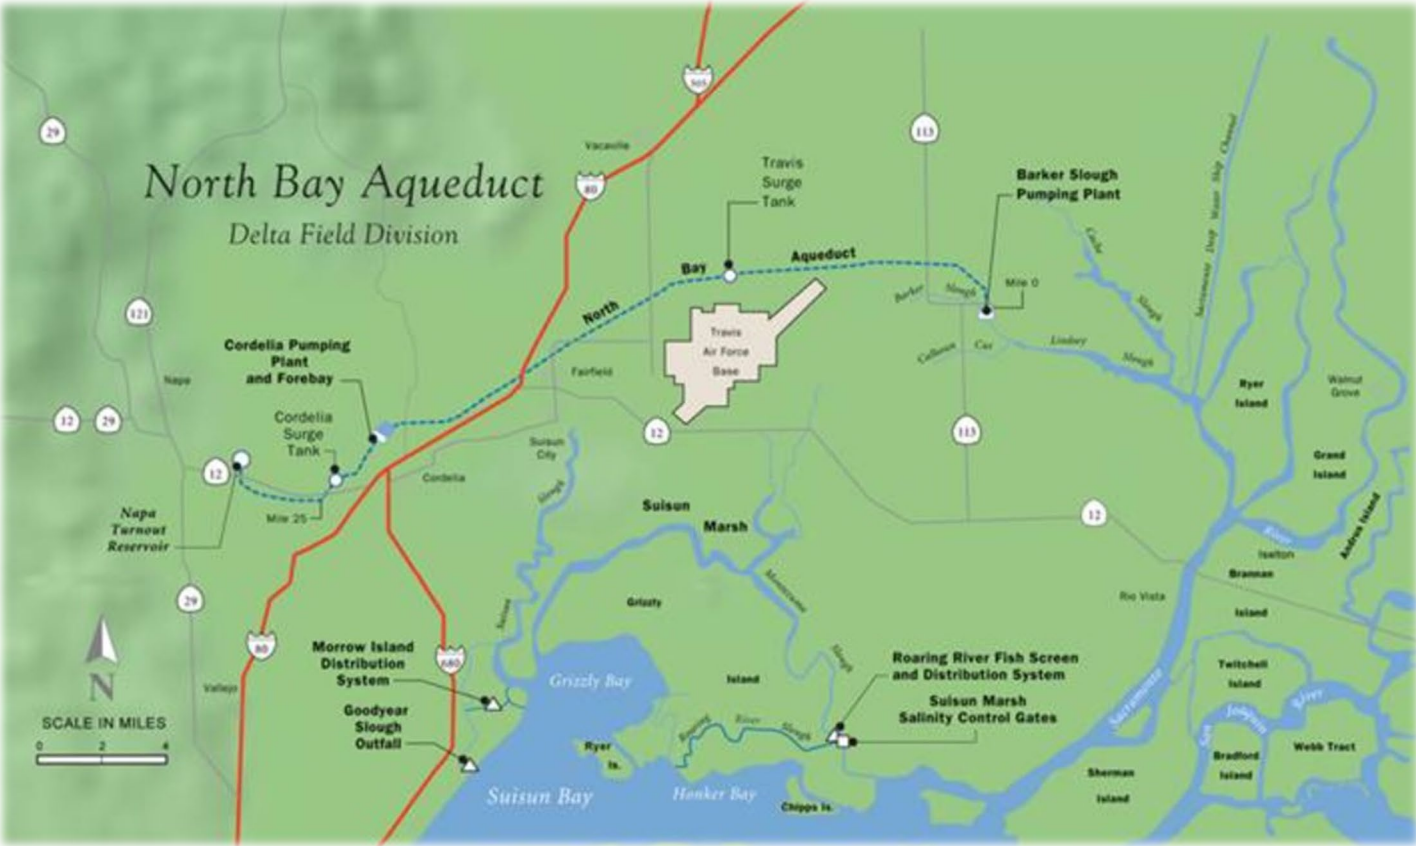 North Bay Aqueduct
Delta Field Division
29
505
113
Vacaville
80
Travis
Surge
Tank
Barker Slough
Pumping Plant
Sacramento Deep Water Ship Channel
Cache
Slough
North
Bay
Aqueduct
Barker
Slough
Mile 0
121
Travis
Air Force
Base
Calhoun
Cut
Lindsey
Slough
Cordelia Pumping
Plant
and Forebay
Napa
Fairfield
Ryer
Island
Walnut
Grove
12
29
Cordelia
Surge
Tank
12
113
Suisun
City
Cordelia
12
Grand
Island
Mile 25
Napa
Turnout
Reservoir
Slough
Suisun
Marsh
12
Andrus Island
River
Iselton
Brannan
Island
29
Suisun
Grizzly
Montezuma
Rio Vista
80
680
Morrow Island
Distribution
System
Grizzly Bay
Island
Slough
Roaring River Fish Screen
and Distribution System
Twitchell
Island
N
Vallejo
Goodyear
Slough
Outfall
Suisun Marsh
Salinity Control Gates
Sacramento
SCALE IN MILES
0
2
4
Roaring
River
Slough
Ryer
Is.
San
Joaquin
River
Bradford
Island
Webb Tract
Suisun Bay
Honker Bay
Chipps Is.
Sherman
Island